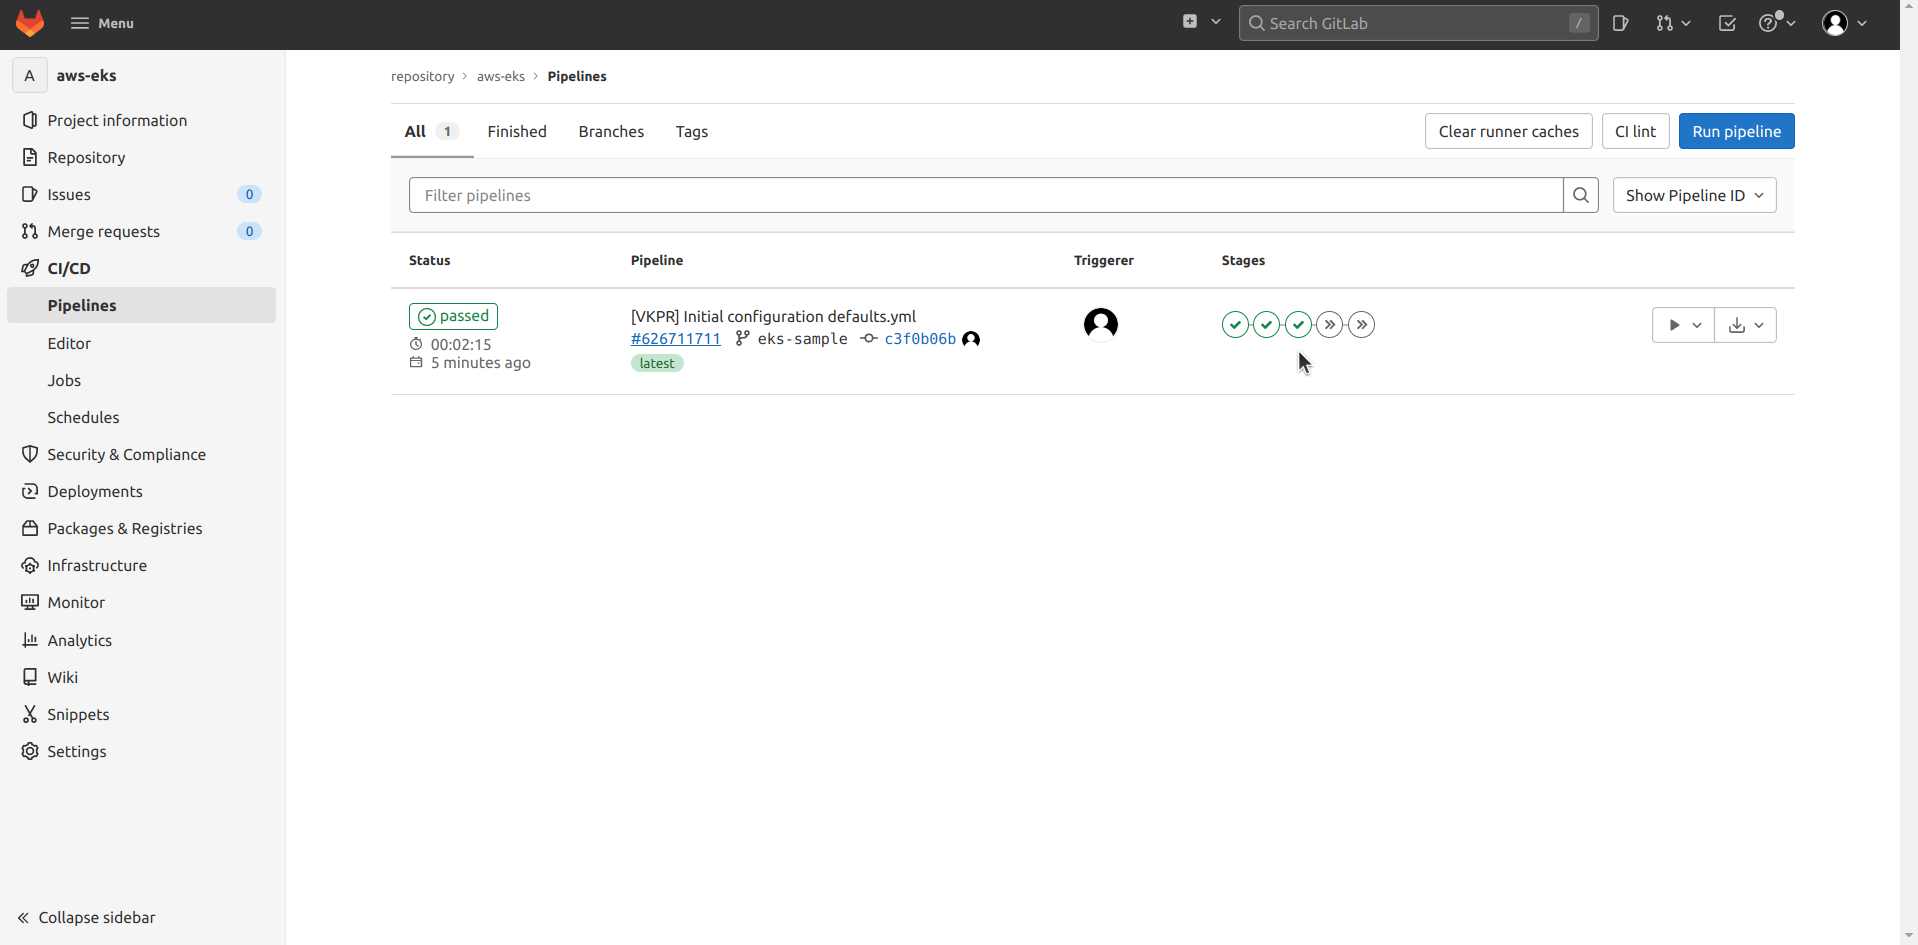 Menu
Search GitLab /
A aws-eks
Project information
Repository
Issues 0
Merge requests 0
CI/CD
Pipelines
Editor
Jobs
Schedules
Security & Compliance
Deployments
Packages & Registries
Infrastructure
Monitor
Analytics
Wiki
Snippets
Settings
Collapse sidebar
repository > aws-eks > Pipelines
All 1 Finished Branches Tags
Clear runner caches CI lint Run pipeline
Filter pipelines
Show Pipeline ID
Status Pipeline Triggerer Stages
passed
00:02:15
5 minutes ago
[VKPR] Initial configuration defaults.yml
#626711711 eks-sample c3f0b06b
latest